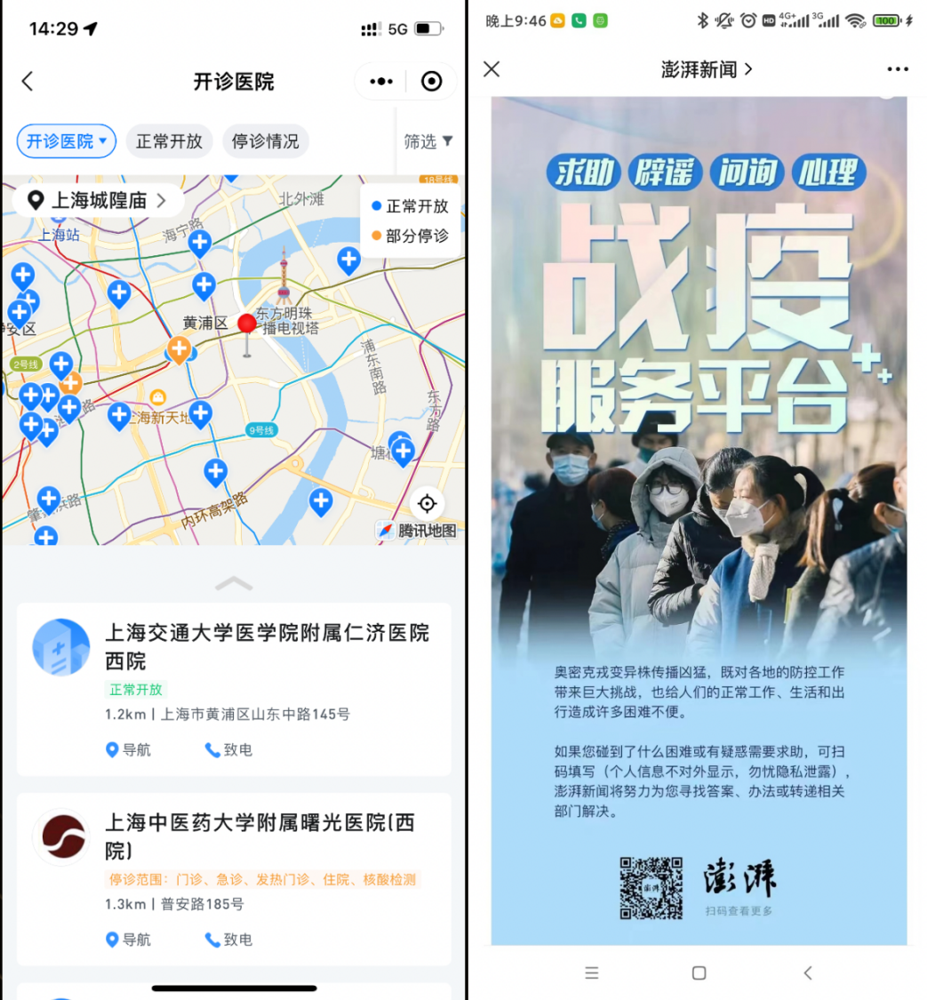 14:29
5G
开诊医院
开诊医院
正常开放
停诊情况
筛选
18号线
上海城隍庙
北外滩
正常开放
部分停诊
上海站
海宁路
黄浦区
东方明珠
播电视塔
静安区
2号线
浦东南路
东方路
上海新天地
9号线
塘
肇 浜路
内环高架路
腾讯地图
上海交通大学医学院附属仁济医院
西院
正常开放
1.2km | 上海市黄浦区山东中路145号
导航
致电
上海中医药大学附属曙光医院(西
院)
停诊范围：门诊、急诊、发热门诊、住院、核酸检测
1.3km | 普安路185号
导航
致电
晚上9:46
HD 4G+ 3G 100
澎湃新闻
求助 辟谣 问询 心理
战疫
服务平台
奥密克戎变异株传播凶猛，既对各地的防控工作
带来巨大挑战，也给人们的正常工作、生活和出
行造成许多困难不便。
如果您碰到了什么困难或有疑惑需要求助，可扫
码填写（个人信息不对外显示，勿忧隐私泄露），
澎湃新闻将努力为您寻找答案、办法或转递相关
部门解决。
澎湃
澎湃
扫码查看更多